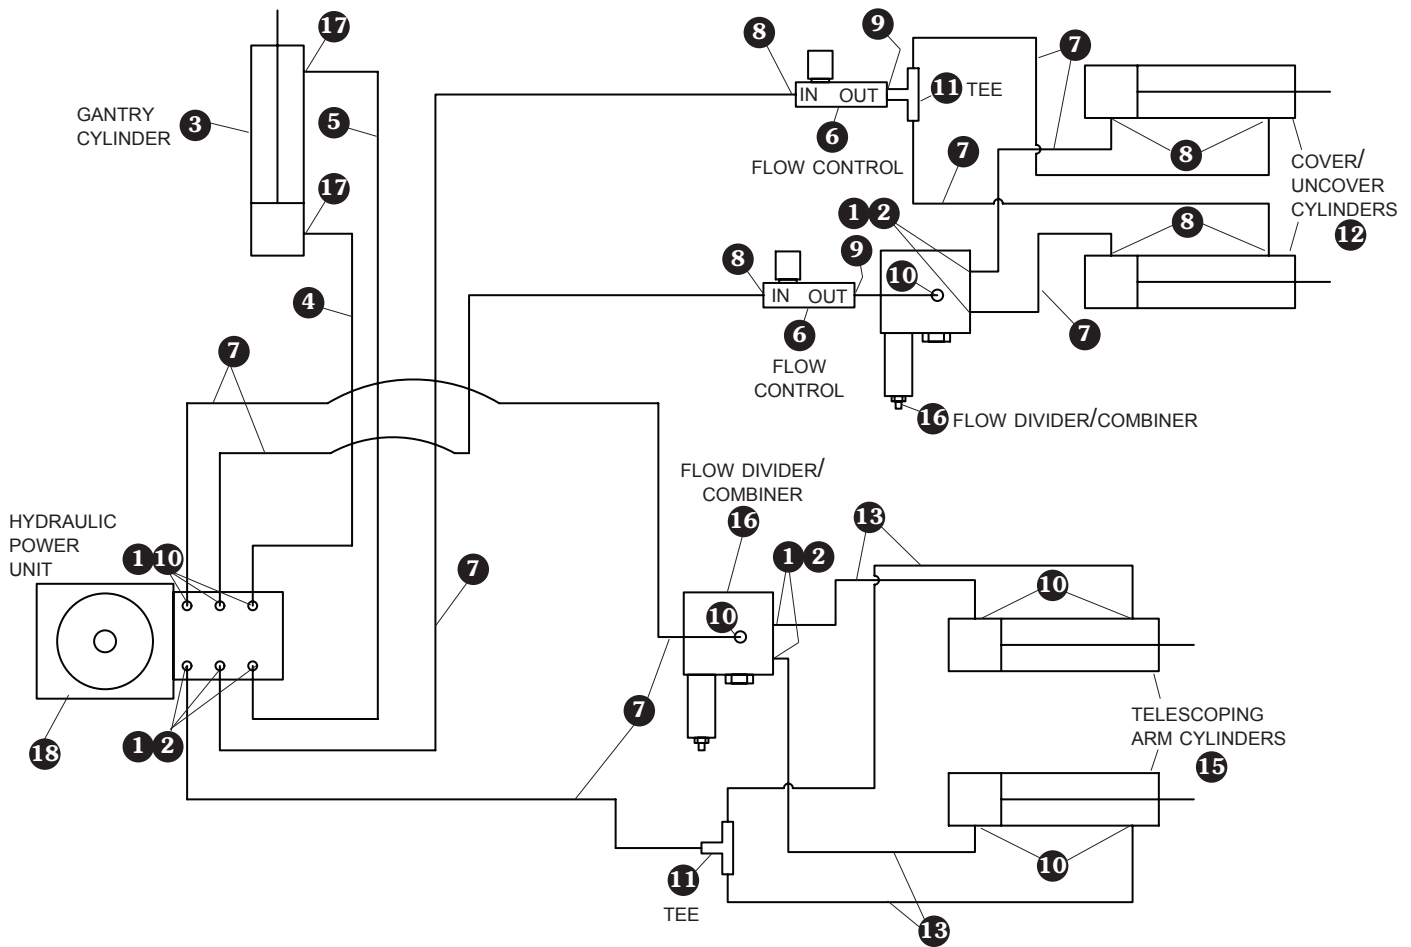 17
9
8
7
GANTRY
CYLINDER 3
5
IN OUT
11 TEE
6
FLOW CONTROL
7
8
COVER/
UNCOVER
CYLINDERS
12
17
1 2
8
8
9
10
4
IN OUT
6
FLOW
CONTROL
7
7
16 FLOW DIVIDER/COMBINER
FLOW DIVIDER/
COMBINER
16
13
HYDRAULIC
POWER
UNIT
1 10
7
1 2
10
10
18
1 2
7
TELESCOPING
ARM CYLINDERS
15
10
11
TEE
13